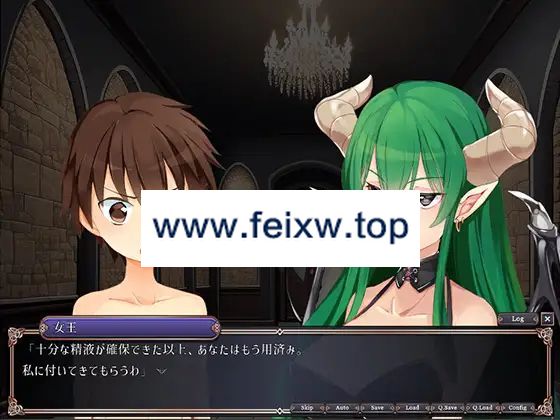 www.feixw.top
Log
女王
「十分な精液が確保できた以上、あなたはもう用済み。
私に付いてきてもらうわ」
Skip Auto Save Load Q.Save Q.Load Config